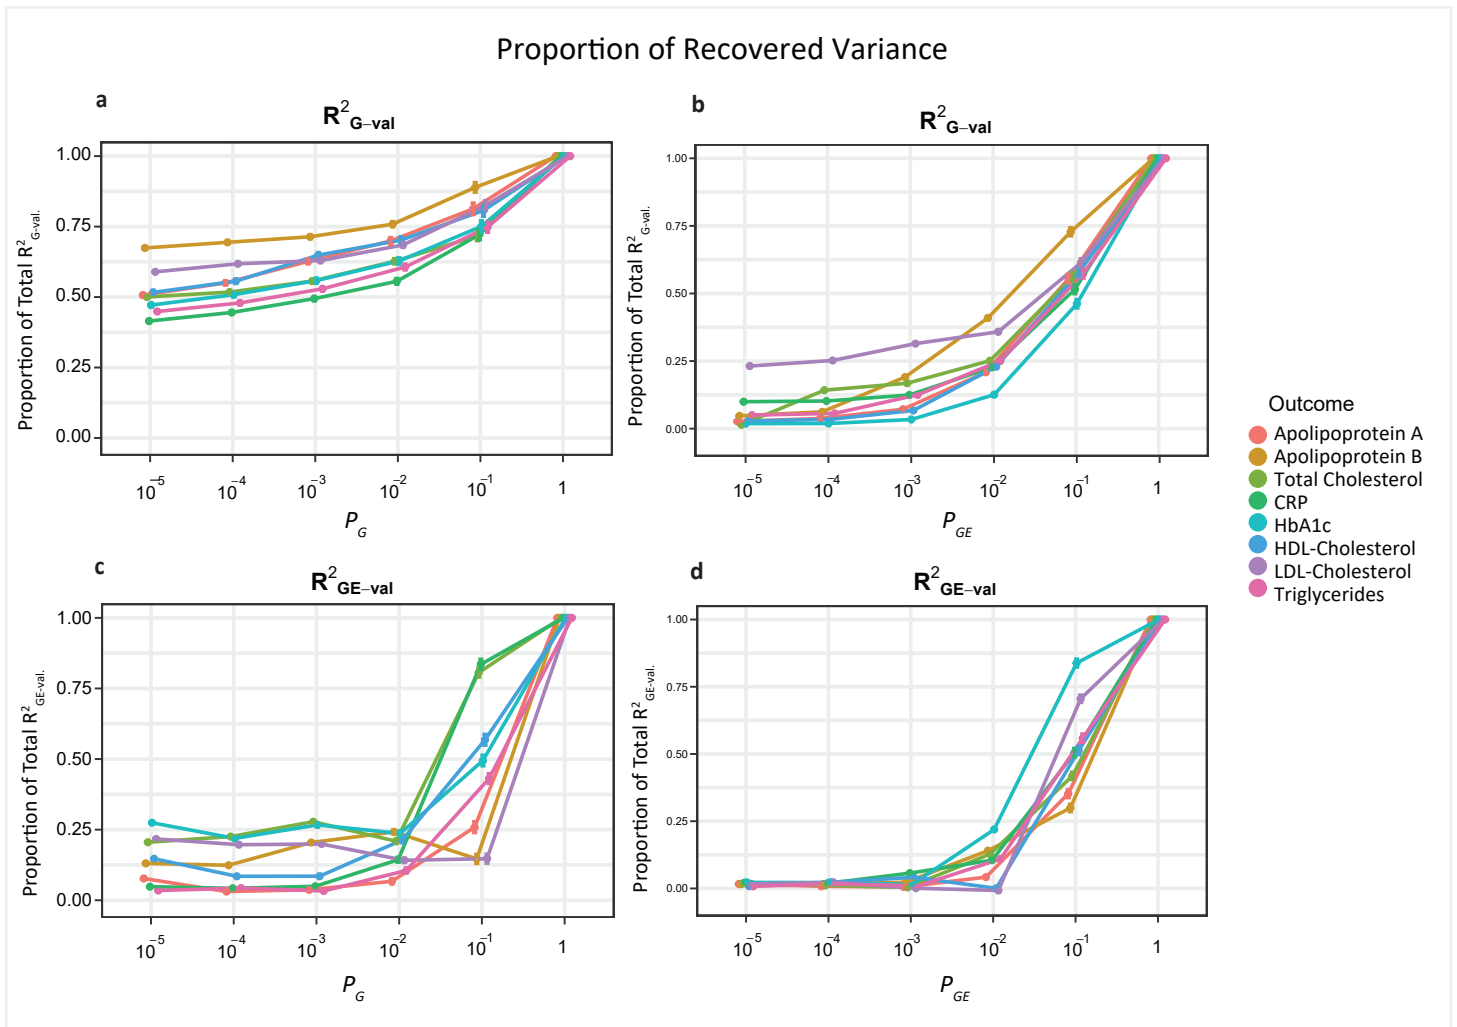 Proportion of Recovered Variance
a
R²G–val
1.00
0.75
0.50
0.25
0.00
Proportion of Total R²G-val.
10⁻⁵ 10⁻⁴ 10⁻³ 10⁻² 10⁻¹ 1
PG
b
R²G–val
1.00
0.75
0.50
0.25
0.00
Proportion of Total R²G-val.
10⁻⁵ 10⁻⁴ 10⁻³ 10⁻² 10⁻¹ 1
PGE
c
R²GE–val
1.00
0.75
0.50
0.25
0.00
Proportion of Total R²GE-val.
10⁻⁵ 10⁻⁴ 10⁻³ 10⁻² 10⁻¹ 1
PG
d
R²GE–val
1.00
0.75
0.50
0.25
0.00
Proportion of Total R²GE-val.
10⁻⁵ 10⁻⁴ 10⁻³ 10⁻² 10⁻¹ 1
PGE
Outcome
Apolipoprotein A
Apolipoprotein B
Total Cholesterol
CRP
HbA1c
HDL-Cholesterol
LDL-Cholesterol
Triglycerides